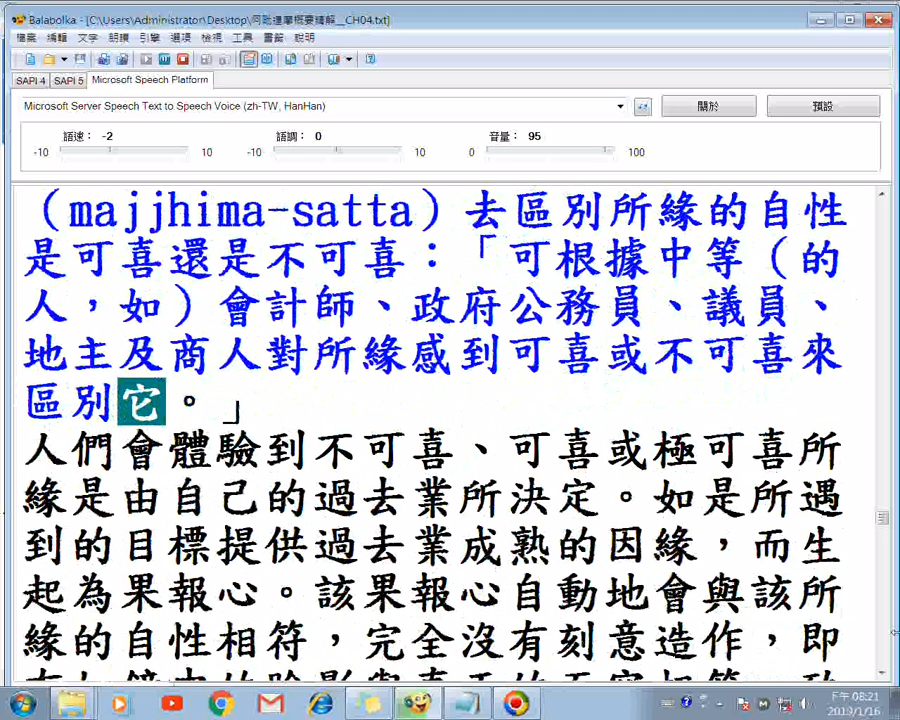 Balabolka - [C:\Users\Administrator\Desktop\阿毗達摩概要精解__CH04.txt]
檔案 編輯 文字 朗讀 引擎 選項 檢視 工具 書籤 說明
SAPI 4 SAPI 5 Microsoft Speech Platform
Microsoft Server Speech Text to Speech Voice (zh-TW, HanHan) 關於 預設
語速： -2 語調： 0 音量： 95
-10 10 -10 10 0 100
（majjhima-satta）去區別所緣的自性
是可喜還是不可喜：「可根據中等（的
人，如）會計師、政府公務員、議員、
地主及商人對所緣感到可喜或不可喜來
區別它。」
人們會體驗到不可喜、可喜或極可喜所
緣是由自己的過去業所決定。如是所遇
到的目標提供過去業成熟的因緣，而生
起為果報心。該果報心自動地會與該所
緣的自性相符，完全沒有刻意造作，即
下午 08:21
2019/1/16